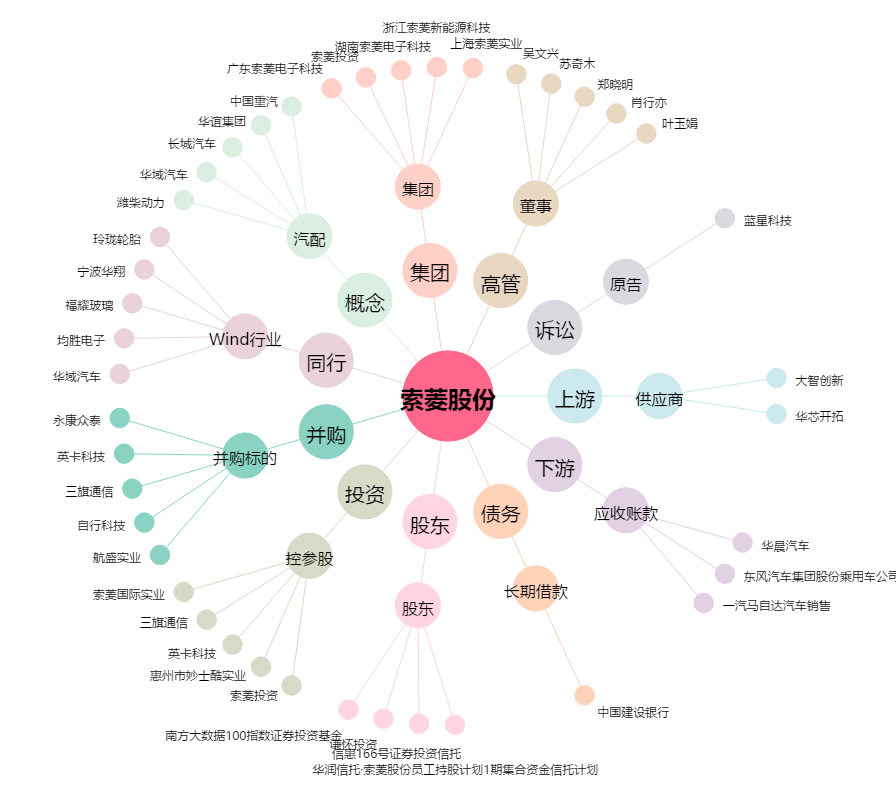 浙江索菱新能源科技
湖南索菱电子科技
上海索菱实业
索菱投资
广东索菱电子科技
吴文兴
苏奇木
郑晓明
肖行亦
叶玉娟
中国重汽
华谊集团
长城汽车
华域汽车
潍柴动力
集团
董事
汽配
蓝星科技
玲珑轮胎
宁波华翔
福耀玻璃
均胜电子
华域汽车
集团
高管
原告
概念
诉讼
Wind行业
同行
索菱股份
上游
供应商
大智创新
华芯开拓
永康众泰
英卡科技
三旗通信
自行科技
航盛实业
并购
并购标的
下游
应收账款
投资
股东
债务
华晨汽车
东风汽车集团股份乘用车公司
一汽马自达汽车销售
控参股
长期借款
股东
索菱国际实业
三旗通信
英卡科技
惠州市妙士酷实业
索菱投资
中国建设银行
南方大数据100指数证券投资基金
谦怀投资
信惠166号证券投资信托
华润信托·索菱股份员工持股计划1期集合资金信托计划